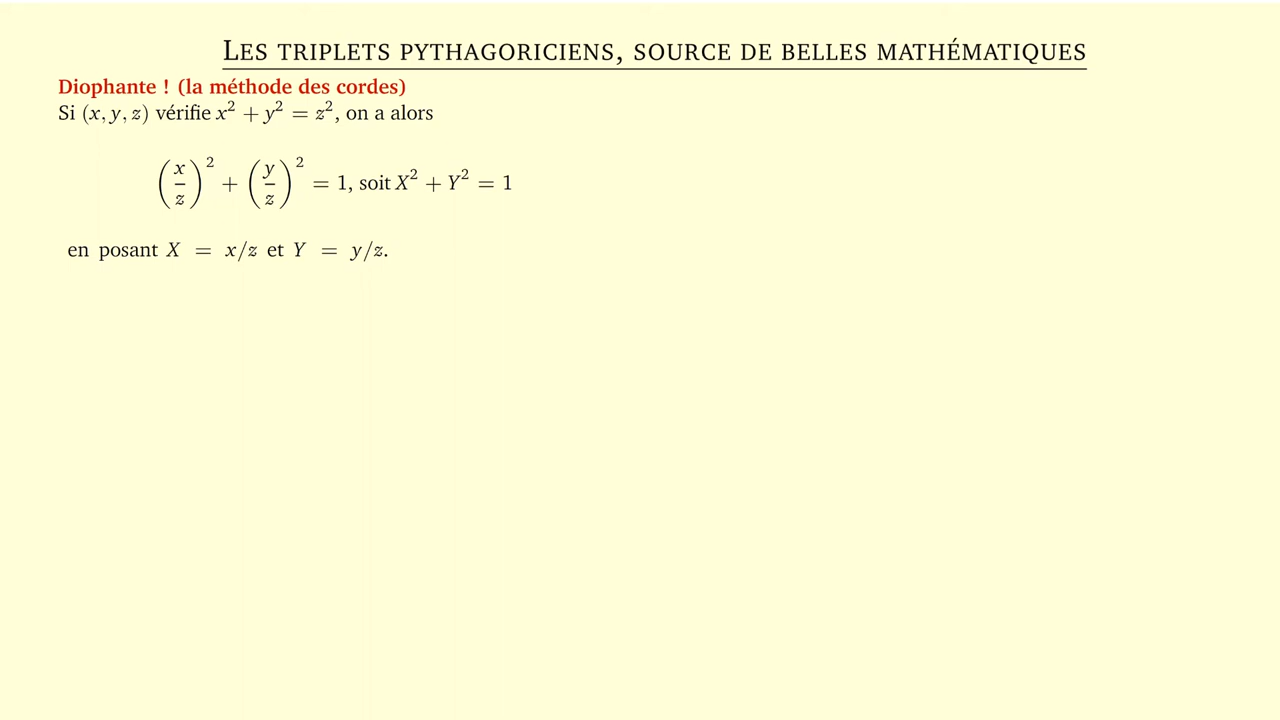 LES TRIPLETS PYTHAGORICIENS, SOURCE DE BELLES MATHÉMATIQUES
Diophante ! (la méthode des cordes)
Si (x, y, z) vérifie x² + y² = z², on a alors
(x/z)² + (y/z)² = 1, soit X² + Y² = 1
en posant X = x/z et Y = y/z.